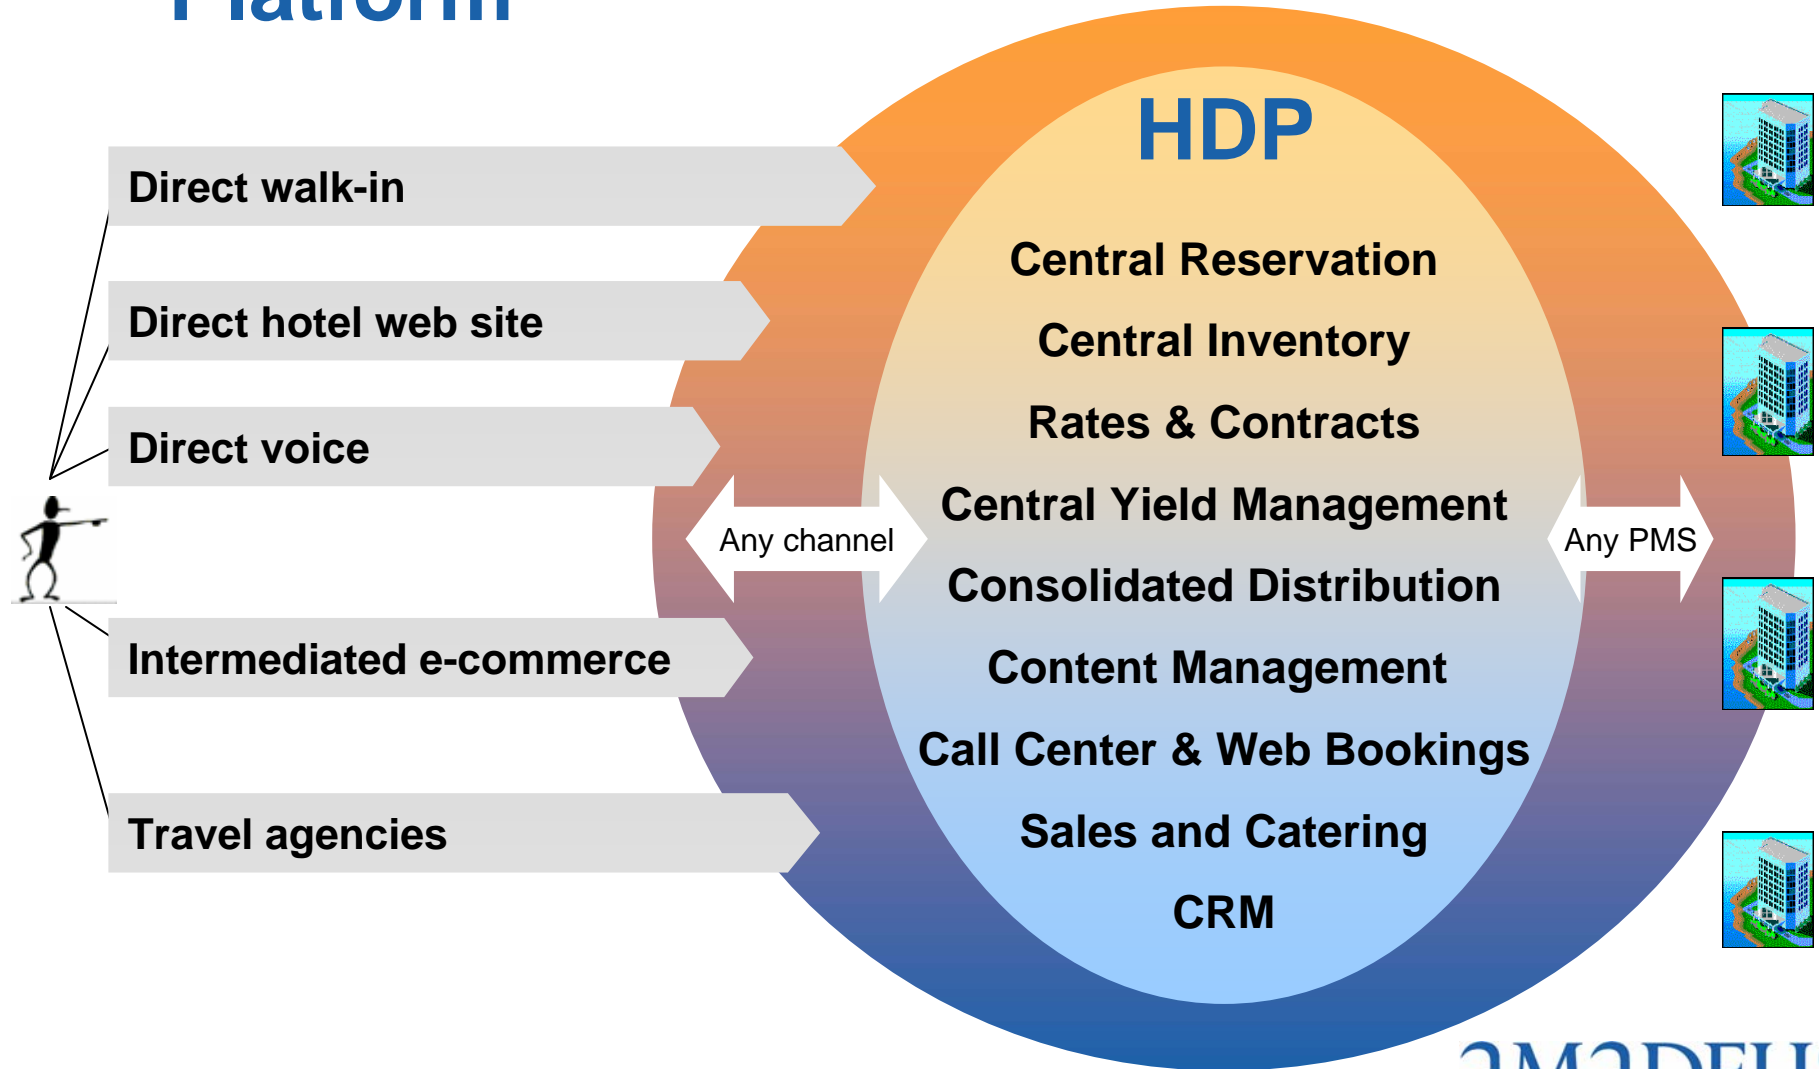 Platform
HDP
Direct walk-in
Direct hotel web site
Direct voice
Intermediated e-commerce
Travel agencies
Any channel
Central Reservation
Central Inventory
Rates & Contracts
Central Yield Management
Consolidated Distribution
Content Management
Call Center & Web Bookings
Sales and Catering
CRM
Any PMS
amadeus